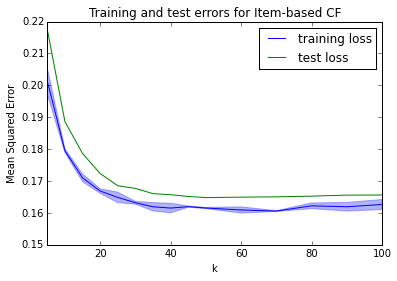 Training and test errors for Item-based CF
training loss
test loss
Mean Squared Error
0.22
0.21
0.20
0.19
0.18
0.17
0.16
0.15
20
40
60
80
100
k